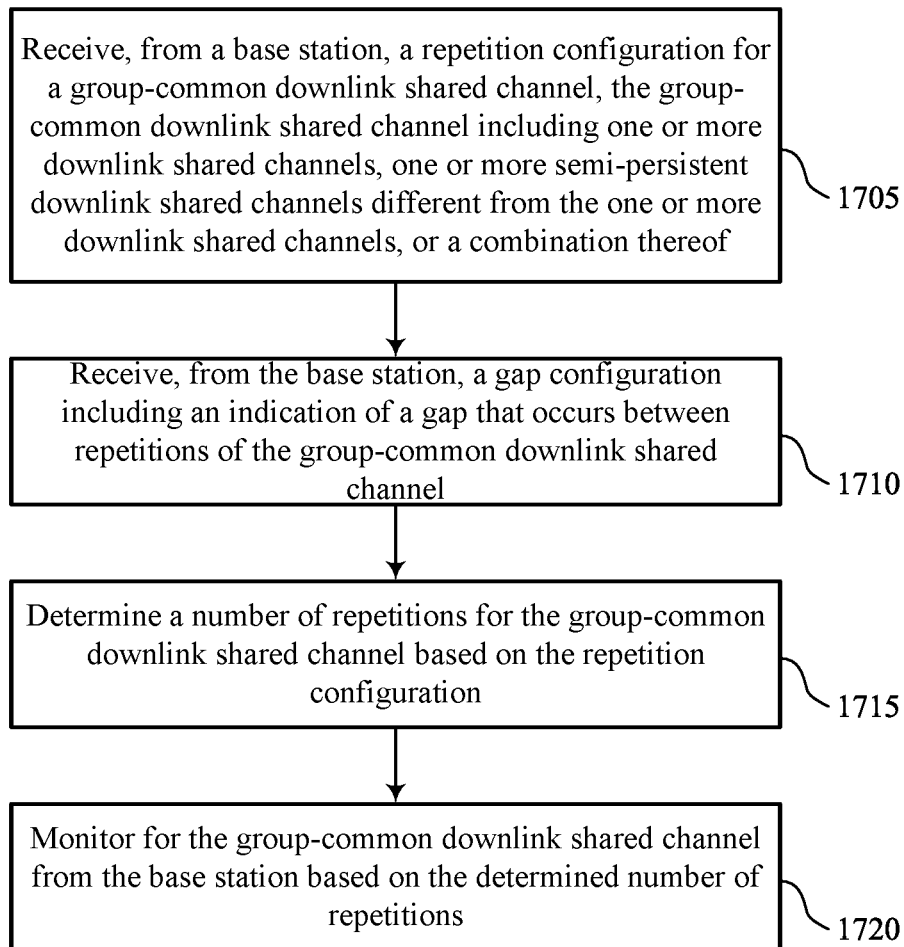 Receive, from a base station, a repetition configuration for
a group-common downlink shared channel, the group-
common downlink shared channel including one or more
downlink shared channels, one or more semi-persistent
downlink shared channels different from the one or more
downlink shared channels, or a combination thereof
1705
Receive, from the base station, a gap configuration
including an indication of a gap that occurs between
repetitions of the group-common downlink shared
channel
1710
Determine a number of repetitions for the group-common
downlink shared channel based on the repetition
configuration
1715
Monitor for the group-common downlink shared channel
from the base station based on the determined number of
repetitions
1720